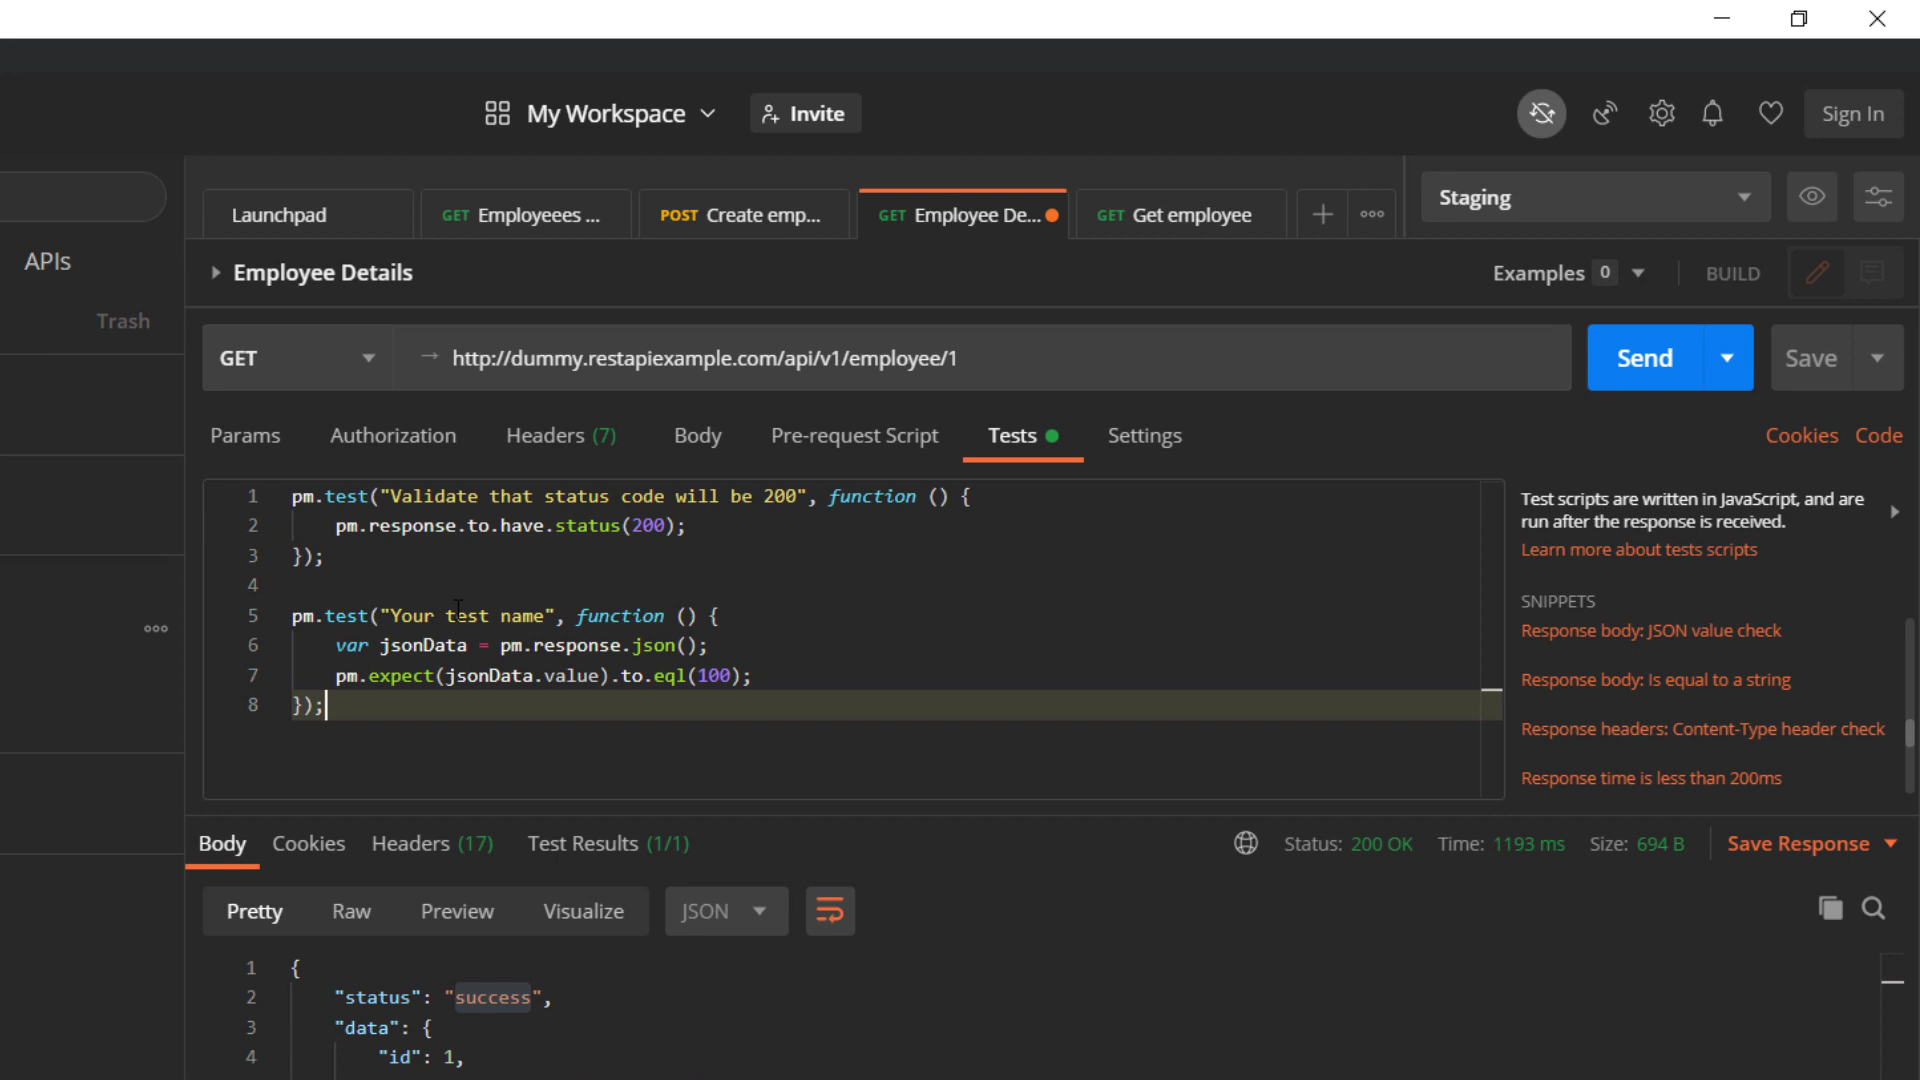 My Workspace
Invite
Sign In
Launchpad
GET Employeees ...
POST Create emp...
GET Employee De...
GET Get employee
Staging
APIs
Trash
Employee Details
Examples 0
BUILD
GET
→ http://dummy.restapiexample.com/api/v1/employee/1
Send
Save
Params
Authorization
Headers (7)
Body
Pre-request Script
Tests
Settings
Cookies
Code
1 pm.test("Validate that status code will be 200", function () {
2 pm.response.to.have.status(200);
3 });
4
5 pm.test("Your test name", function () {
6 var jsonData = pm.response.json();
7 pm.expect(jsonData.value).to.eql(100);
8 });
Test scripts are written in JavaScript, and are
run after the response is received.
Learn more about tests scripts
SNIPPETS
Response body: JSON value check
Response body: Is equal to a string
Response headers: Content-Type header check
Response time is less than 200ms
Body
Cookies
Headers (17)
Test Results (1/1)
Status: 200 OK
Time: 1193 ms
Size: 694 B
Save Response
Pretty
Raw
Preview
Visualize
JSON
1 {
2 "status": "success",
3 "data": {
4 "id": 1,